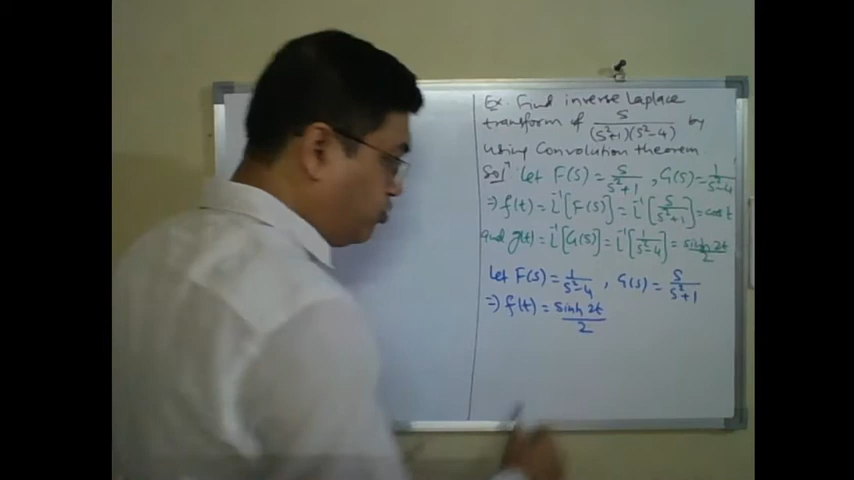 Ex. Find inverse Laplace
transform of s/((s²+1)(s²-4)) by
using Convolution theorem
Solⁿ Let F(s) = s/(s²+1), G(s) = 1/(s²-4)
⇒ f(t) = L⁻¹[F(s)] = L⁻¹[s/(s²+1)] = cos t
and g(t) = L⁻¹[G(s)] = L⁻¹[1/(s²-4)] = sinh 2t/2
Let F(s) = 1/(s²-4), G(s) = s/(s²+1)
⇒ f(t) = sinh 2t/2